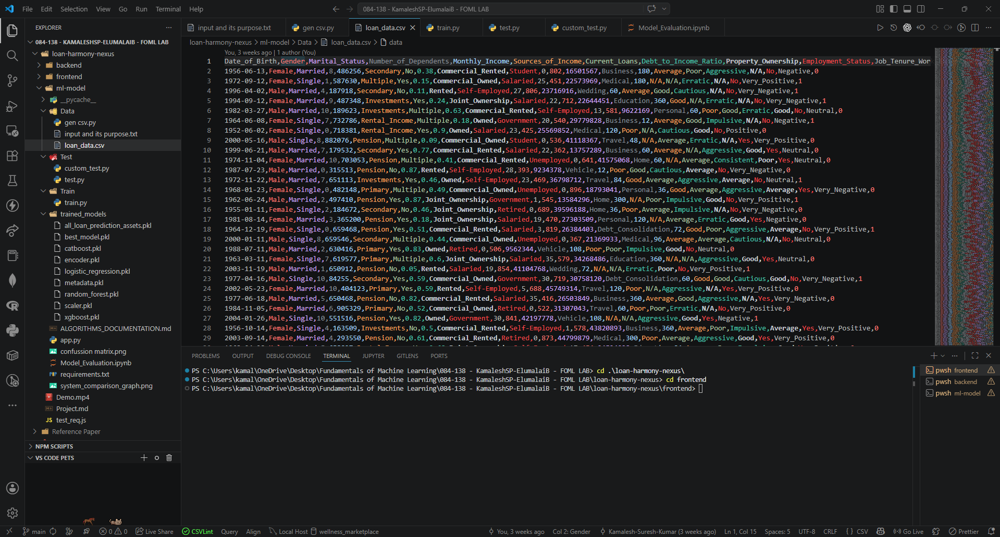 File Edit Selection View Go Run Terminal Help
084-138 - KamaleshSP-ElumalaiB - FOML LAB
EXPLORER
084-138 - KAMALESHSP-ELUMALAIB - FOML LAB
loan-harmony-nexus
backend
frontend
ml-model
__pycache__
Data
gen csv.py
input and its purpose.txt
loan_data.csv
Test
custom_test.py
test.py
Train
train.py
trained_models
all_loan_prediction_assets.pkl
best_model.pkl
catboost.pkl
encoder.pkl
logistic_regression.pkl
metadata.pkl
random_forest.pkl
scaler.pkl
xgboost.pkl
ALGORITHMS_DOCUMENTATION.md
app.py
confussion matrix.png
Model_Evaluation.ipynb
requirements.txt
system_comparison_graph.png
Demo.mp4
Project.md
JS test_req.js
Reference Paper
NPM SCRIPTS
VS CODE PETS
input and its purpose.txt gen csv.py loan_data.csv train.py test.py custom_test.py Model_Evaluation.ipynb
loan-harmony-nexus > ml-model > Data > loan_data.csv > data
You, 3 weeks ago | 1 author (You)
1 Date_of_Birth,Gender,Marital_Status,Number_of_Dependents,Monthly_Income,Sources_of_Income,Current_Loans,Debt_to_Income_Ratio,Property_Ownership,Employment_Status,Job_Tenure_Wor
2 1956-06-13,Female,Married,8,486256,Secondary,No,0.38,Commercial_Rented,Student,0,802,16501567,Business,180,Average,Poor,Aggressive,N/A,No,Negative,0
3 1972-09-12,Female,Single,1,587630,Multiple,Yes,0.15,Commercial_Owned,Salaried,25,451,22573969,Medical,180,N/A,N/A,Erratic,N/A,No,Very_Positive,1
4 1996-04-02,Male,Married,4,187918,Secondary,No,0.11,Rented,Self-Employed,27,806,23716916,Wedding,60,Average,Good,Cautious,N/A,No,Very_Negative,1
5 1994-09-12,Female,Married,9,487348,Investments,Yes,0.24,Joint_Ownership,Salaried,22,712,22644451,Education,360,Good,N/A,Erratic,N/A,No,Very_Negative,1
6 1982-03-27,Male,Married,10,189623,Investments,Multiple,0.63,Commercial_Rented,Self-Employed,13,581,9622169,Personal,60,Poor,Good,Erratic,Good,No,Neutral,0
7 1964-06-08,Female,Single,7,732786,Rental_Income,Multiple,0.18,Owned,Government,20,540,29779828,Business,12,Average,Good,Impulsive,N/A,No,Negative,1
8 1952-06-02,Female,Single,0,718381,Rental_Income,Yes,0.9,Owned,Salaried,23,425,25569852,Medical,120,Poor,N/A,Cautious,Good,No,Positive,0
9 2000-05-16,Male,Single,8,882076,Pension,Multiple,0.09,Commercial_Owned,Student,0,536,41118367,Travel,48,N/A,Average,Erratic,N/A,Yes,Very_Positive,0
10 1999-06-21,Male,Married,7,179532,Secondary,Yes,0.77,Commercial_Rented,Salaried,22,362,13757289,Business,60,Average,N/A,Aggressive,Good,Yes,Neutral,0
11 1974-11-04,Female,Married,10,703053,Pension,Multiple,0.41,Commercial_Rented,Unemployed,0,641,41575068,Home,60,N/A,Average,Consistent,Poor,Yes,Neutral,0
12 1987-07-23,Male,Married,0,315513,Pension,No,0.87,Rented,Self-Employed,28,393,9234378,Vehicle,12,Poor,Good,Cautious,Average,No,Very_Negative,0
13 1972-11-22,Male,Married,7,651113,Investments,Yes,0.46,Owned,Self-Employed,23,469,36798712,Travel,84,Good,Average,Aggressive,Average,No,Neutral,1
14 1968-01-23,Female,Single,0,482148,Primary,Multiple,0.49,Commercial_Owned,Unemployed,0,896,18793041,Personal,36,Good,Average,Aggressive,Average,Yes,Very_Negative,0
15 1962-06-24,Male,Married,2,497410,Pension,Yes,0.87,Joint_Ownership,Government,1,545,13584296,Home,300,N/A,Poor,Impulsive,Good,No,Very_Positive,1
16 1955-01-11,Female,Single,2,184672,Secondary,No,0.46,Joint_Ownership,Retired,0,689,39596188,Home,36,Poor,Average,Impulsive,N/A,No,Very_Negative,0
17 1981-08-14,Female,Married,3,365200,Pension,Yes,0.18,Joint_Ownership,Salaried,19,470,27303509,Personal,120,N/A,Average,Erratic,Good,Yes,Negative,0
18 1964-12-19,Female,Single,0,659468,Pension,Yes,0.51,Commercial_Rented,Salaried,3,819,26384403,Debt_Consolidation,72,Good,Poor,Aggressive,Average,No,Very_Positive,1
19 2000-01-11,Male,Single,8,659546,Secondary,Multiple,0.44,Commercial_Owned,Unemployed,0,367,21369933,Medical,96,Average,Average,Cautious,N/A,No,Neutral,0
20 1988-07-11,Male,Married,2,630416,Primary,Yes,0.83,Owned,Retired,0,506,9562344,Vehicle,108,Poor,Poor,Impulsive,Good,No,Neutral,0
21 1963-03-11,Female,Single,7,619577,Primary,Multiple,0.6,Joint_Ownership,Salaried,35,579,34268486,Education,360,N/A,N/A,Aggressive,Good,Yes,Neutral,0
22 2003-11-19,Male,Married,1,650912,Pension,No,0.05,Rented,Salaried,19,854,41104768,Wedding,72,N/A,N/A,Erratic,Poor,No,Very_Positive,1
23 1977-04-16,Male,Single,10,84255,Secondary,Yes,0.59,Commercial_Owned,Government,30,719,30758120,Debt_Consolidation,60,Good,Good,Cautious,Good,No,Very_Negative,1
24 2002-05-23,Female,Married,10,404123,Primary,Yes,0.59,Rented,Self-Employed,5,688,45749314,Travel,120,Poor,N/A,Aggressive,N/A,Yes,Very_Positive,0
25 1977-06-18,Male,Married,5,650468,Pension,No,0.82,Commercial_Rented,Salaried,35,416,26503849,Business,360,Average,Good,Aggressive,N/A,Yes,Very_Negative,0
26 1984-11-05,Female,Married,6,905329,Primary,No,0.52,Commercial_Owned,Retired,0,522,31307043,Travel,60,Poor,Poor,Erratic,N/A,No,Very_Positive,0
27 2004-01-26,Male,Single,10,551516,Pension,Yes,0.82,Owned,Government,30,841,42197778,Vehicle,108,N/A,N/A,Aggressive,Good,Yes,Negative,1
28 1956-10-14,Female,Single,4,163509,Investments,No,0.5,Commercial_Rented,Self-Employed,1,578,43820893,Business,360,Average,Poor,Impulsive,Average,Yes,Very_Positive,0
29 2003-09-14,Female,Married,4,293550,Pension,No,0.61,Commercial_Rented,Retired,0,873,44799879,Medical,300,Poor,Average,Aggressive,Good,Yes,Very_Positive,0
PROBLEMS OUTPUT DEBUG CONSOLE TERMINAL JUPYTER GITLENS PORTS
PS C:\Users\kamal\OneDrive\Desktop\Fundamentals of Machine Learning\084-138 - KamaleshSP-ElumalaiB - FOML LAB> cd .\loan-harmony-nexus\
PS C:\Users\kamal\OneDrive\Desktop\Fundamentals of Machine Learning\084-138 - KamaleshSP-ElumalaiB - FOML LAB\loan-harmony-nexus> cd frontend
PS C:\Users\kamal\OneDrive\Desktop\Fundamentals of Machine Learning\084-138 - KamaleshSP-ElumalaiB - FOML LAB\loan-harmony-nexus\frontend>
pwsh frontend
pwsh backend
pwsh ml-model
main 0 0 Live Share CSVLint Query Align Local Host wellness_marketplace You, 3 weeks ago Col 2: Gender Kamalesh-Suresh-Kumar (3 weeks ago) Ln 1, Col 15 Spaces: 5 UTF-8 CRLF { } CSV Go Live Prettier